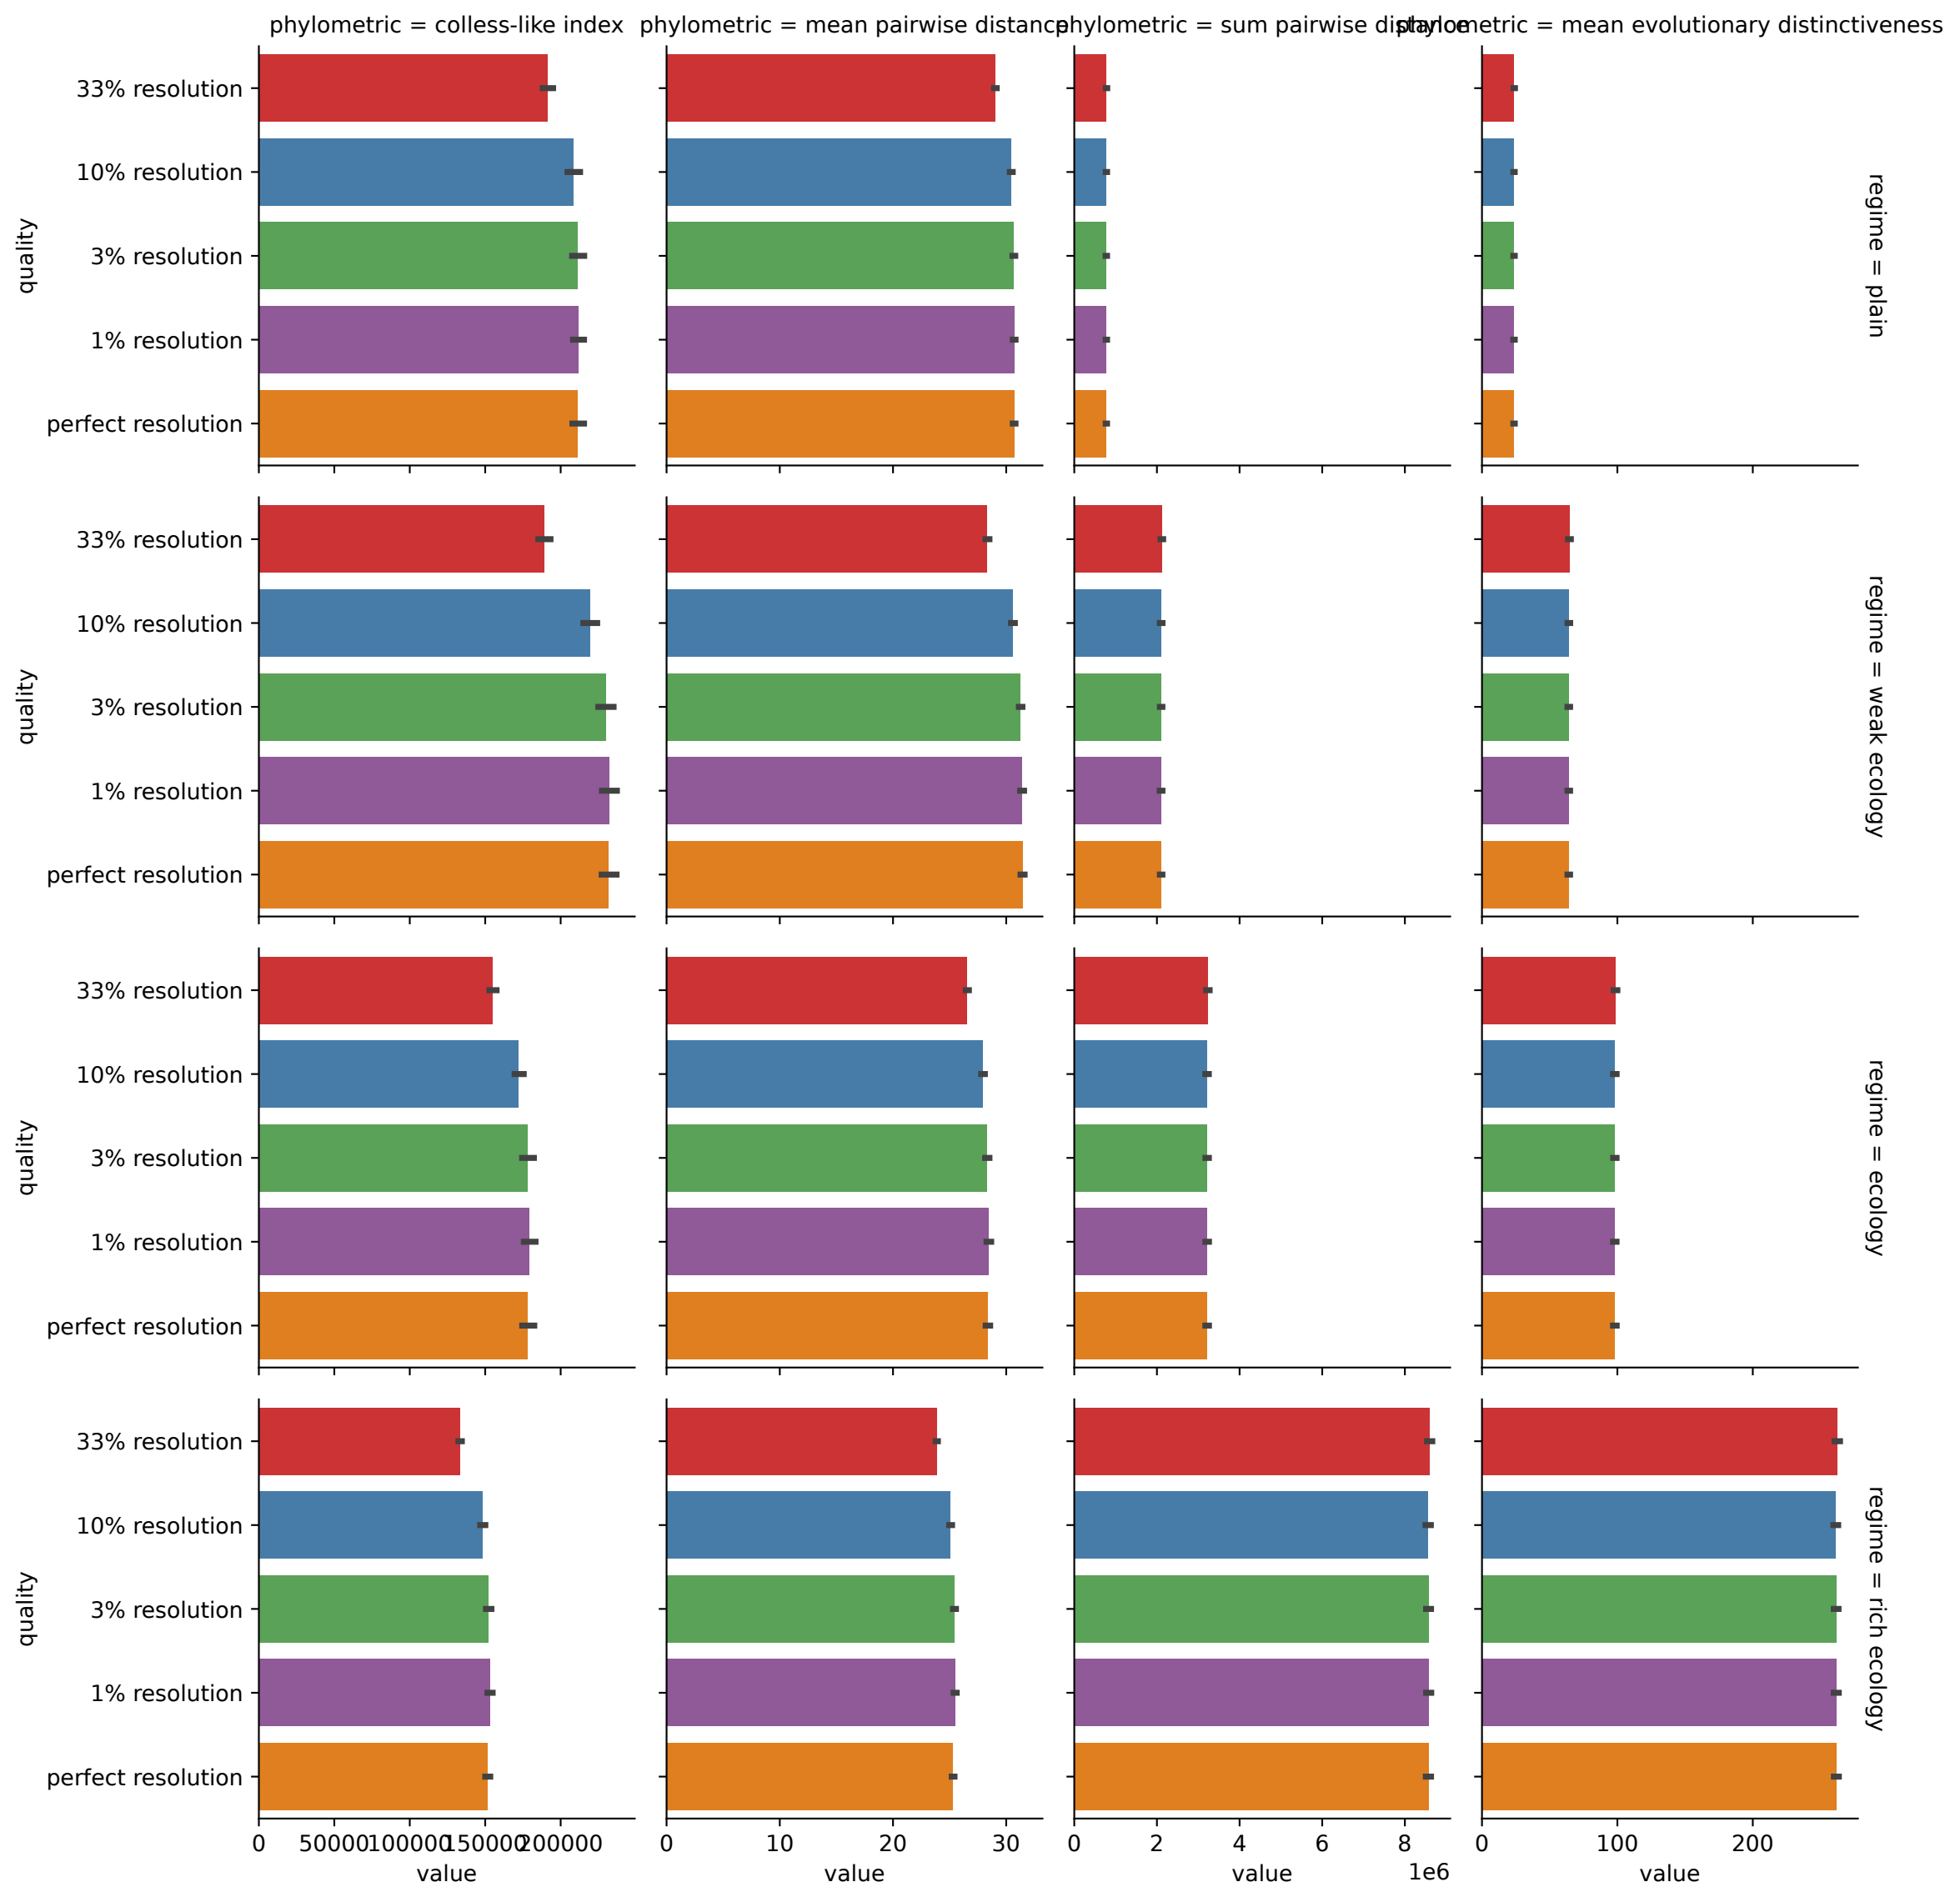 phylometric = colless-like index
phylometric = mean pairwise distance
phylometric = sum pairwise distance
phylometric = mean evolutionary distinctiveness
quality
33% resolution
10% resolution
3% resolution
1% resolution
perfect resolution
regime = plain
quality
33% resolution
10% resolution
3% resolution
1% resolution
perfect resolution
regime = weak ecology
quality
33% resolution
10% resolution
3% resolution
1% resolution
perfect resolution
regime = ecology
quality
33% resolution
10% resolution
3% resolution
1% resolution
perfect resolution
regime = rich ecology
0 50000 100000 150000 200000
value
0 10 20 30
value
0 2 4 6 8
1e6
value
0 100 200
value